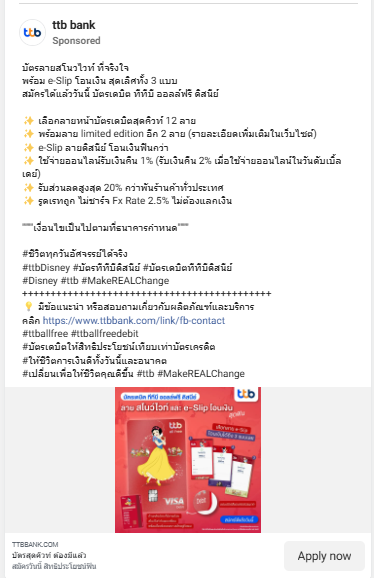 ttb
ttb bank
Sponsored
บัตรลายสโนว์ไวท์ ที่จริงใจ
พร้อม e-Slip โอนเงิน สุดเลิศทั้ง 3 แบบ
สมัครได้แล้ววันนี้ บัตรเดบิต ทีทีบี ออลล์ฟรี ดิสนีย์
✨ เลือกลายหน้าบัตรเดบิตสุดคิ้วท์ 12 ลาย
✨ พร้อมลาย limited edition อีก 2 ลาย (รายละเอียดเพิ่มเติมในเว็บไซต์)
✨ e-Slip ลายดิสนีย์ โอนเงินฟินกว่า
✨ ใช้จ่ายออนไลน์รับเงินคืน 1% (รับเงินคืน 2% เมื่อใช้จ่ายออนไลน์ในวันดับเบิ้ล
เดย์)
✨ รับส่วนลดสูงสุด 20% กว่าพันร้านค้าทั่วประเทศ
✨ รูดเรทถูก ไม่ชาร์จ Fx Rate 2.5% ไม่ต้องแลกเงิน
"""เงื่อนไขเป็นไปตามที่ธนาคารกำหนด"""
#ชีวิตทุกวันอัศจรรย์ได้จริง
#ttbDisney #บัตรทีทีบีดิสนีย์ #บัตรเดบิตทีทีบีดิสนีย์
#Disney #ttb #MakeREALChange
++++++++++++++++++++++++++++++++++++++++++
💡 มีข้อแนะนำ หรือสอบถามเกี่ยวกับผลิตภัณฑ์และบริการ
คลิก https://www.ttbbank.com/link/fb-contact
#ttballfree #ttballfreedebit
#บัตรเดบิตให้สิทธิประโยชน์เทียบเท่าบัตรเครดิต
#ให้ชีวิตการเงินดีทั้งวันนี้และอนาคต
#เปลี่ยนเพื่อให้ชีวิตคุณดีขึ้น #ttb #MakeREALChange
บัตรเดบิต ทีทีบี ออลล์ฟรี ดิสนีย์
ttb
ลาย สโนว์ไวท์ และ e-Slip โอนเงิน
VISA
TTBBANK.COM
บัตรสุดคิวท์ ต้องมีแล้ว
สมัครวันนี้ สิทธิประโยชน์ฟิน
Apply now